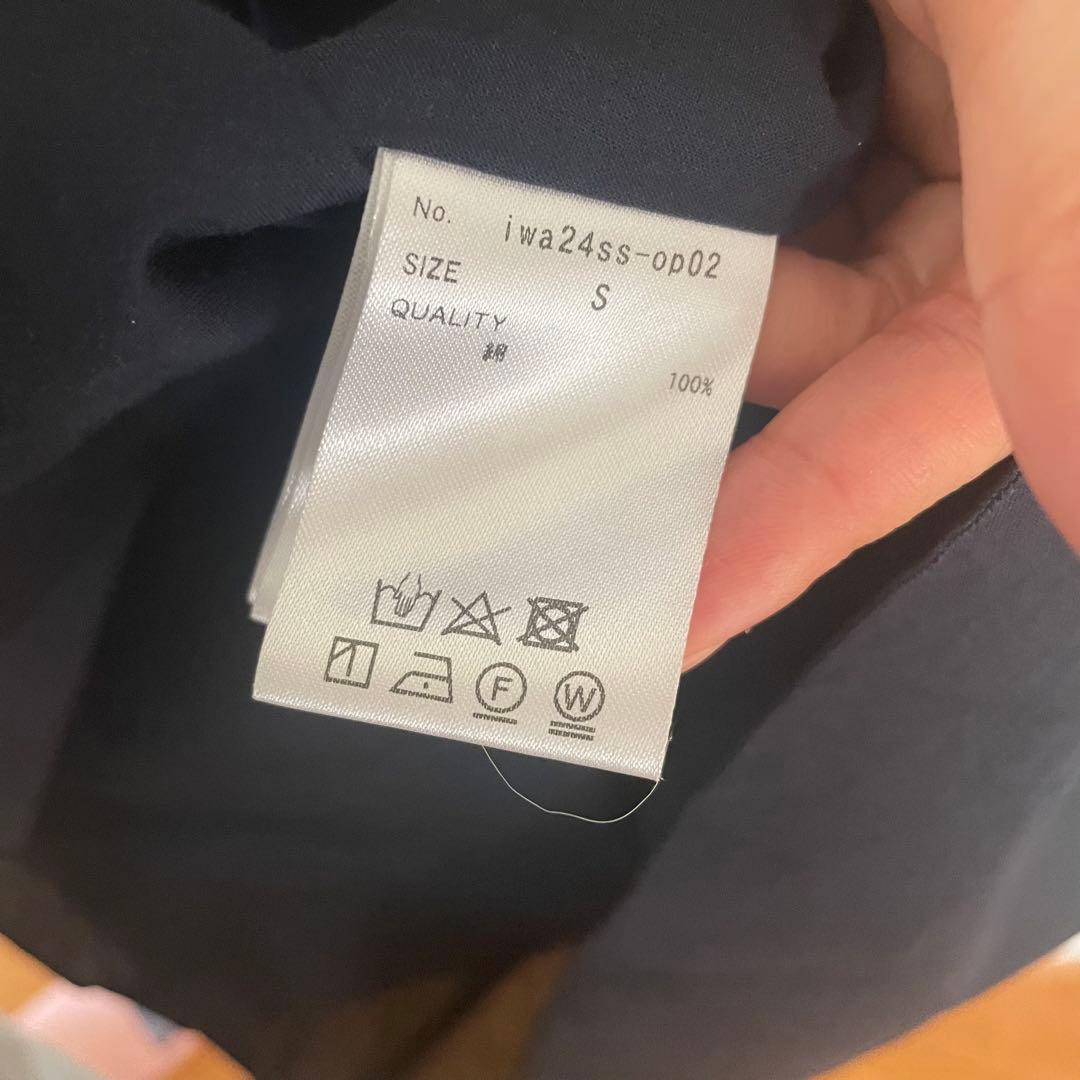 No. iwa24ss-op02
SIZE S
QUALITY
綿 100%
F W